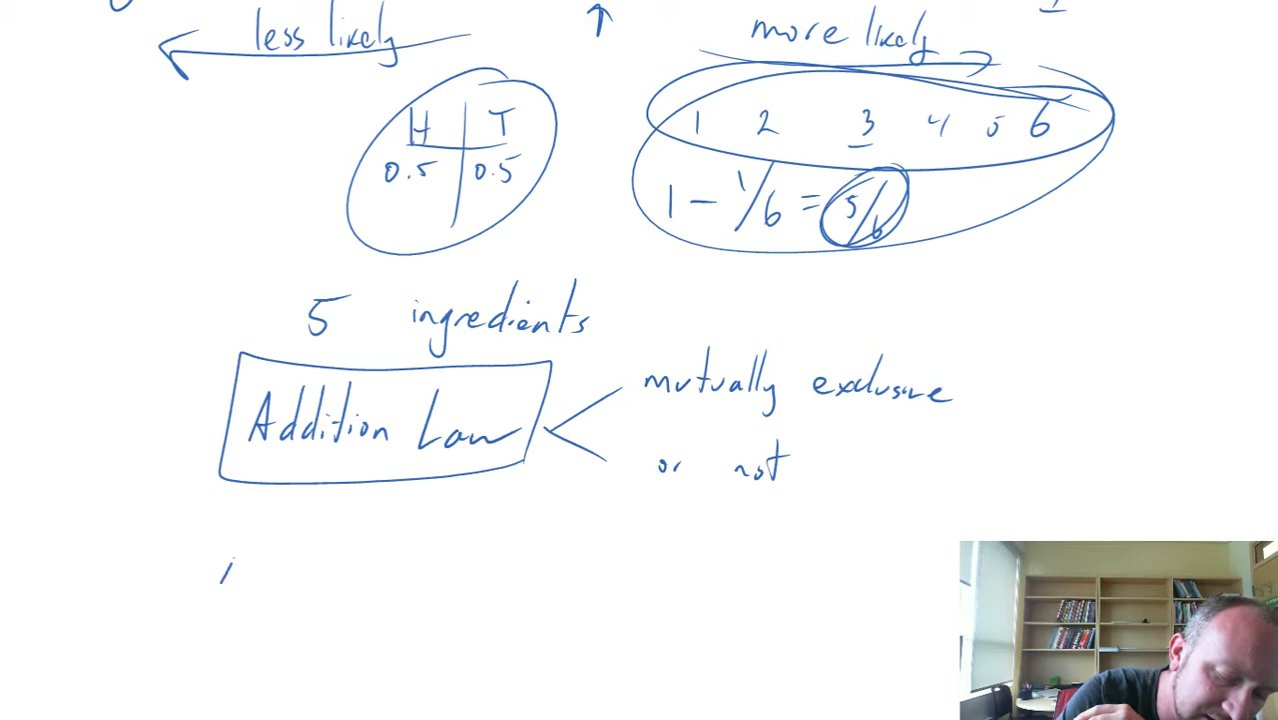 less likely
more likely
H T
0.5 0.5
1 2 3 4 5 6
1 - 1/6 = 5/6
5 ingredients
Addition Law
mutually exclusive
or not
i